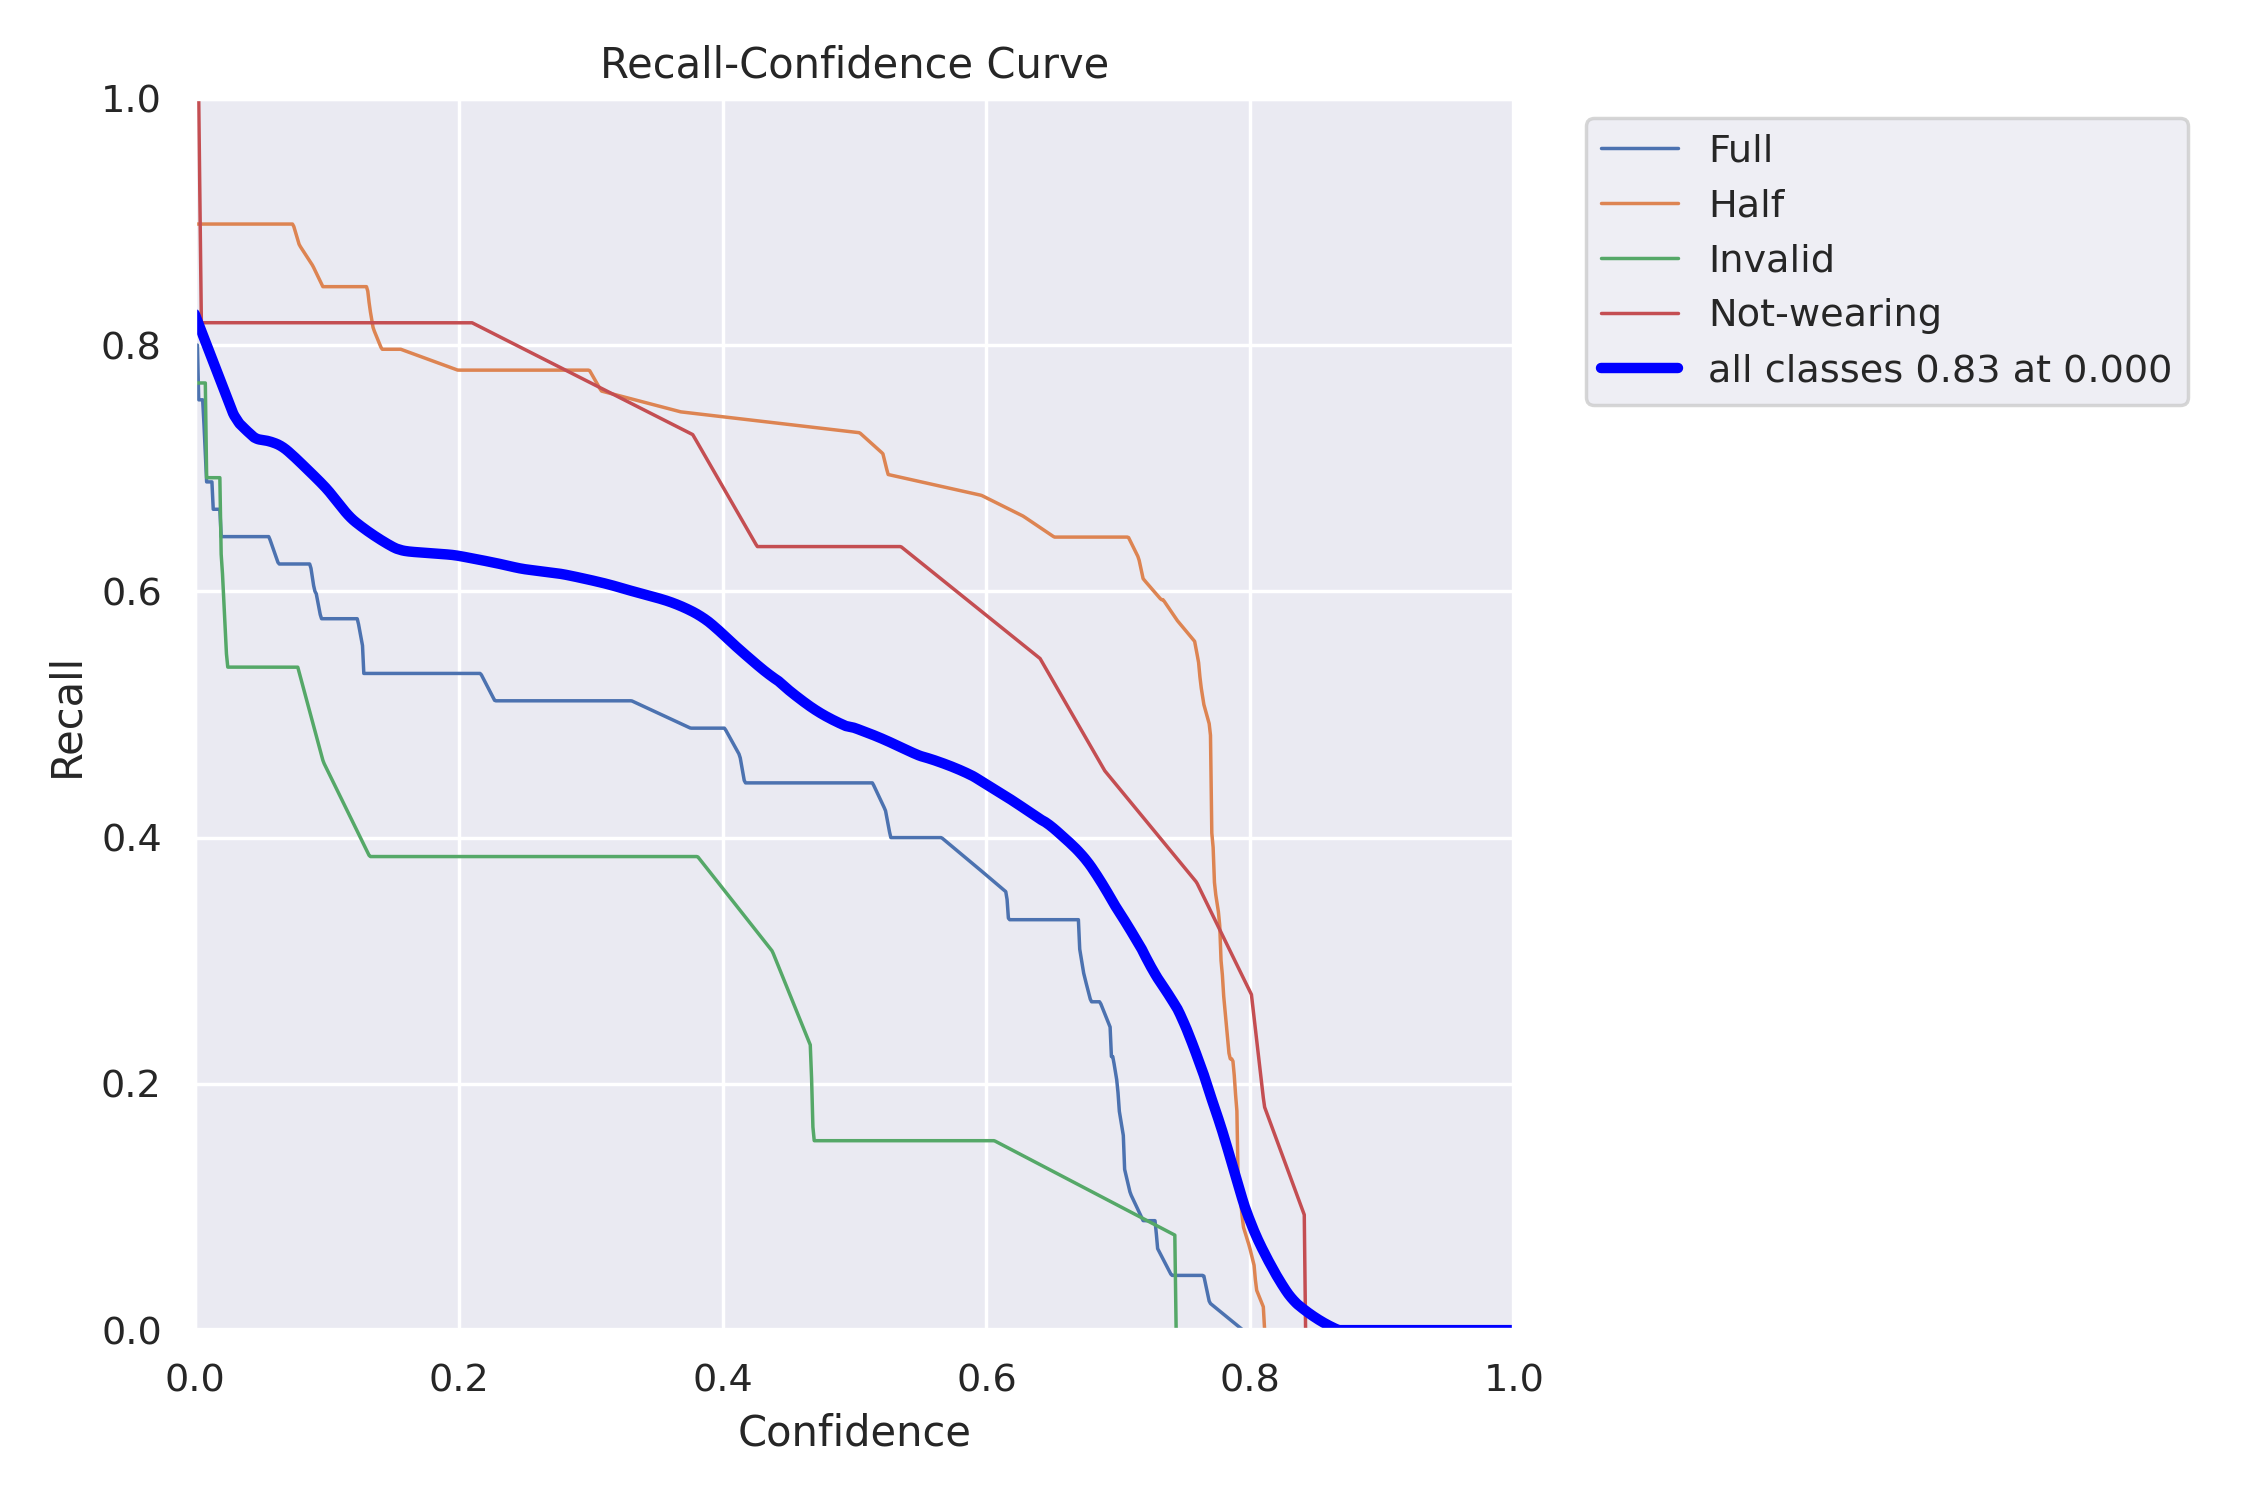 Recall-Confidence Curve
1.0
0.8
0.6
0.4
0.2
0.0
Recall
0.0 0.2 0.4 0.6 0.8 1.0
Confidence
Full
Half
Invalid
Not-wearing
all classes 0.83 at 0.000